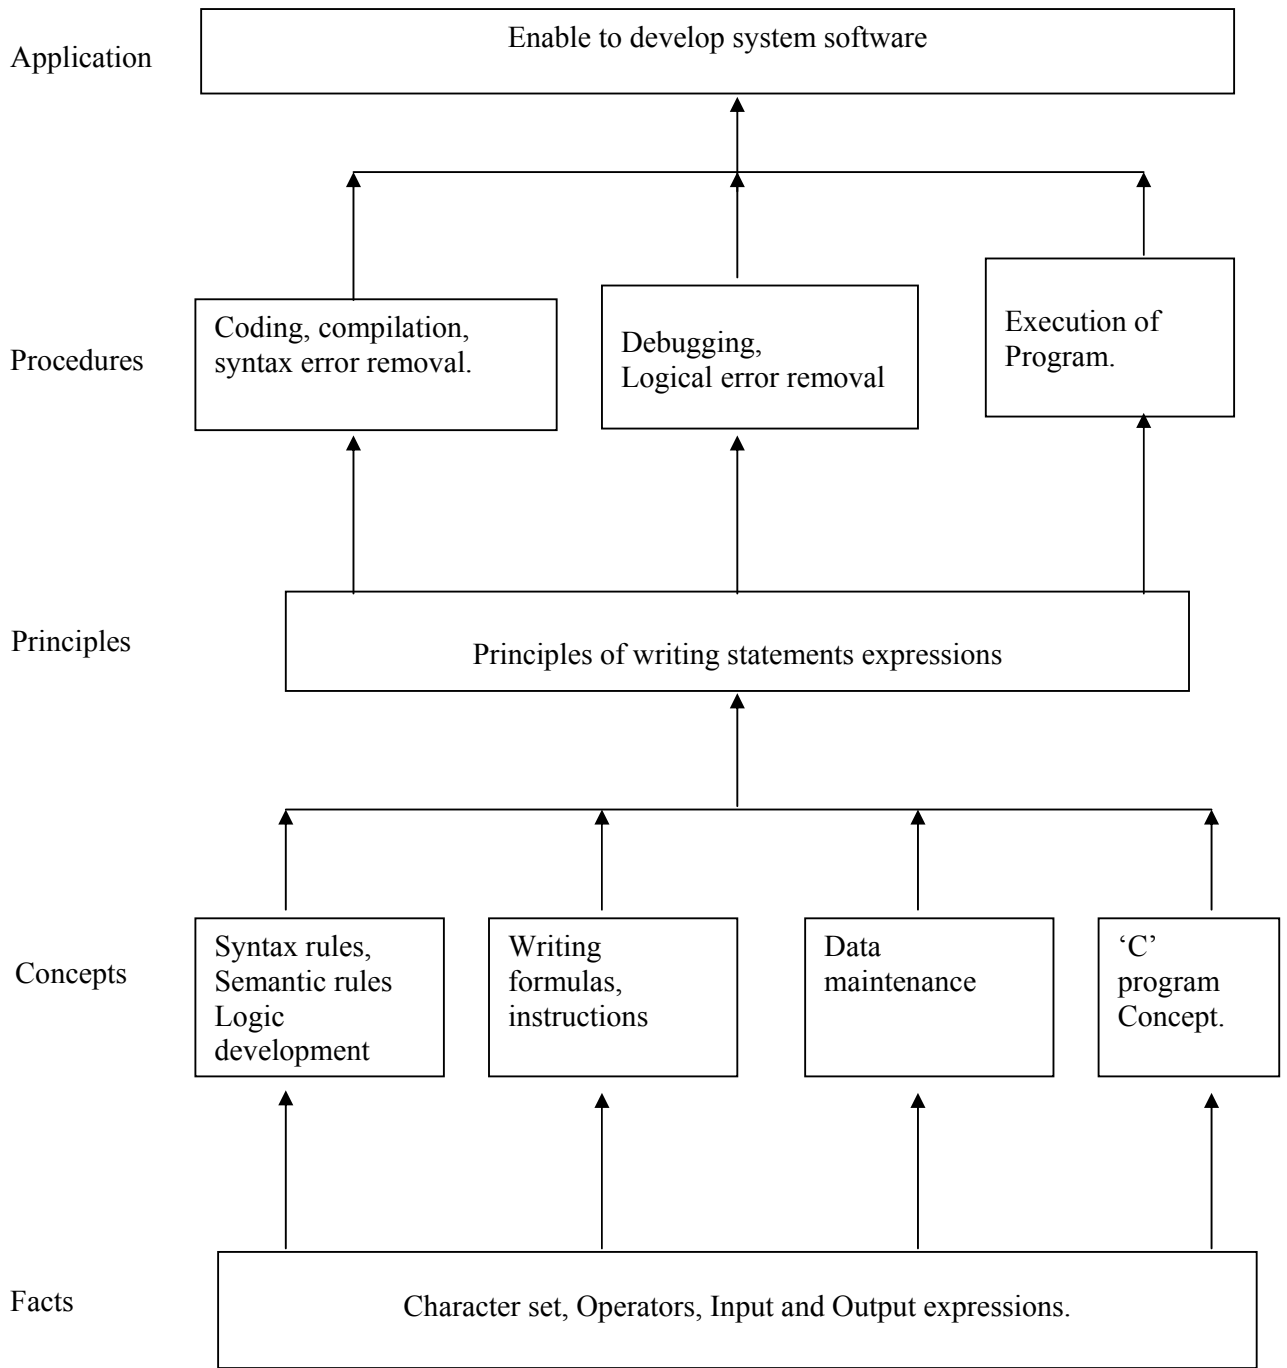 Application
Enable to develop system software
Procedures
Coding, compilation,
syntax error removal.
Debugging,
Logical error removal
Execution of
Program.
Principles
Principles of writing statements expressions
Concepts
Syntax rules,
Semantic rules
Logic
development
Writing
formulas,
instructions
Data
maintenance
‘C’
program
Concept.
Facts
Character set, Operators, Input and Output expressions.